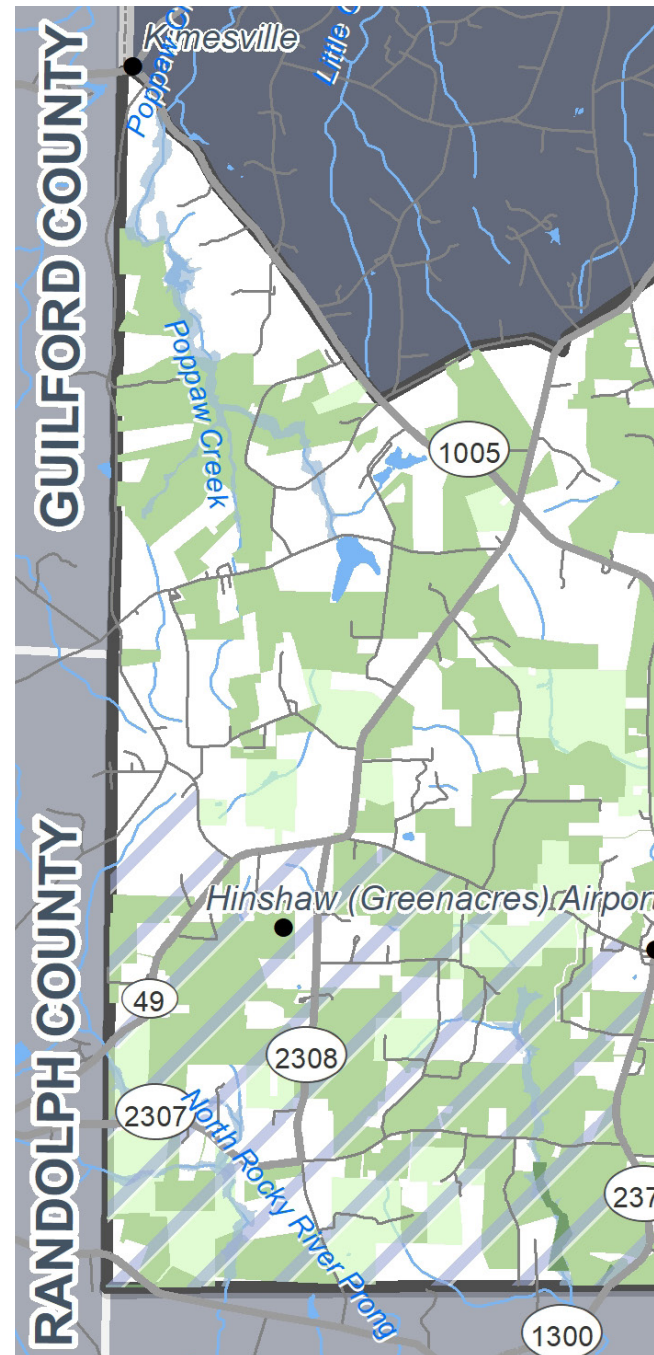 Kimesville
Poppaw
Little
GUILFORD COUNTY
Poppaw Creek
1005
RANDOLPH COUNTY
Hinshaw (Greenacres) Airport
49
2308
2307
North Rocky River Prong
237
1300